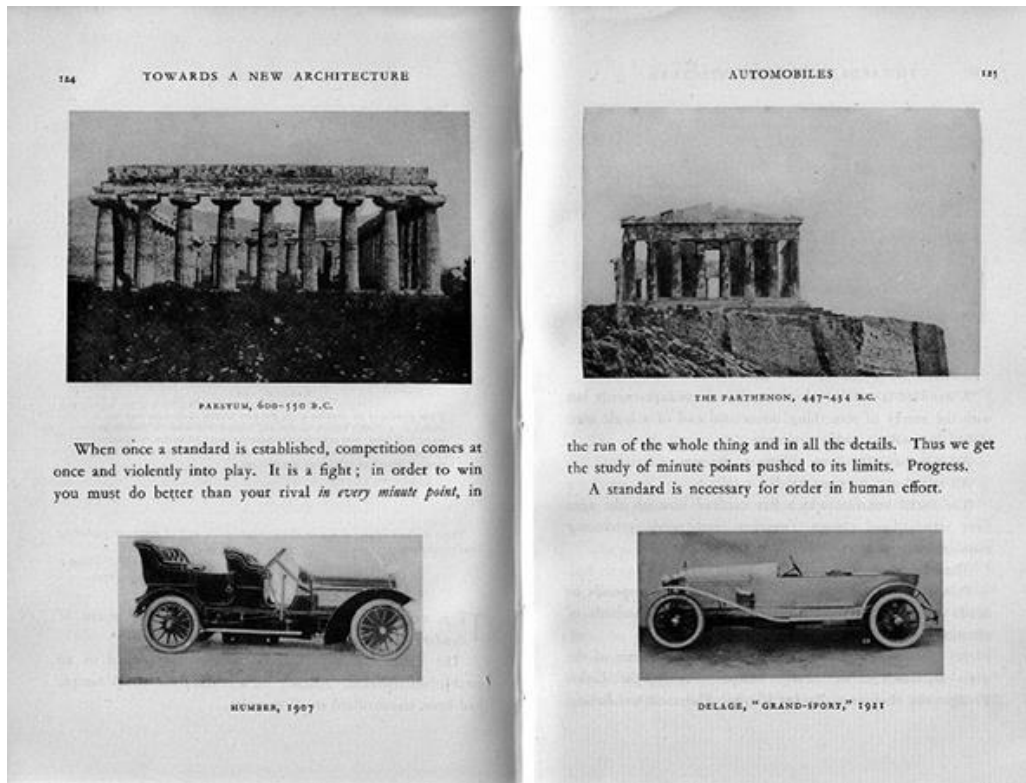 124 TOWARDS A NEW ARCHITECTURE
PAESTUM, 600-550 B.C.
When once a standard is established, competition comes at
once and violently into play. It is a fight ; in order to win
you must do better than your rival in every minute point, in
HUMBER, 1907
AUTOMOBILES 125
THE PARTHENON, 447-434 B.C.
the run of the whole thing and in all the details. Thus we get
the study of minute points pushed to its limits. Progress.
A standard is necessary for order in human effort.
DELAGE, "GRAND-SPORT," 1921